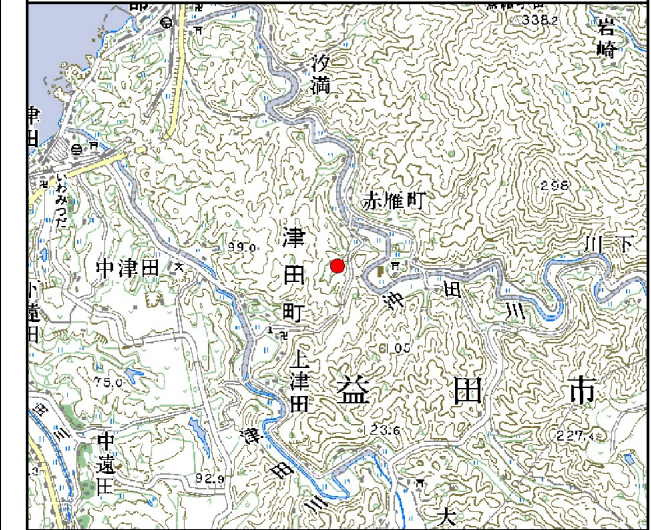 338.2
岩崎
汐満
津田
いわみつだ
赤雁町
298
川下
99.0
津田町
中津田
沖田川
上津田
75.0
益田市
123.6
227.4
中遠田
津田川
92.9
大